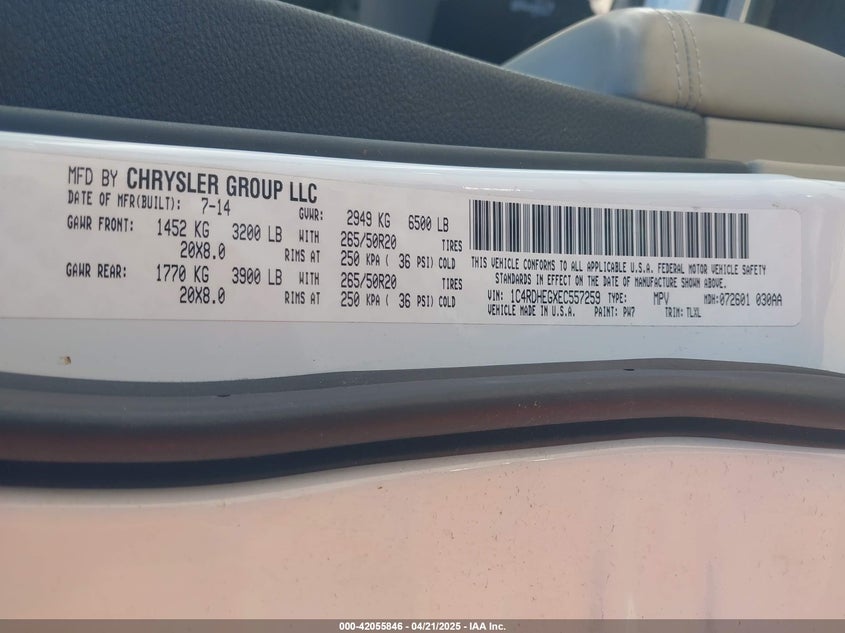 MFD BY CHRYSLER GROUP LLC
DATE OF MFR(BUILT): 7-14 GVWR: 2949 KG 6500 LB
GAWR FRONT: 1452 KG 3200 LB WITH 265/50R20 TIRES
20X8.0 RIMS AT 250 KPA ( 36 PSI) COLD
GAWR REAR: 1770 KG 3900 LB WITH 265/50R20 TIRES
20X8.0 RIMS AT 250 KPA ( 36 PSI) COLD
THIS VEHICLE CONFORMS TO ALL APPLICABLE U.S.A. FEDERAL MOTOR VEHICLE SAFETY
STANDARDS IN EFFECT ON THE DATE OF MANUFACTURE SHOWN ABOVE.
VIN: 1C4RDHEGXEC557259 TYPE: MPV MDH: 072601 030AA
VEHICLE MADE IN U.S.A. PAINT: PW7 TRIM: TLXL
000-42055846 - 04/21/2025 - IAA Inc.